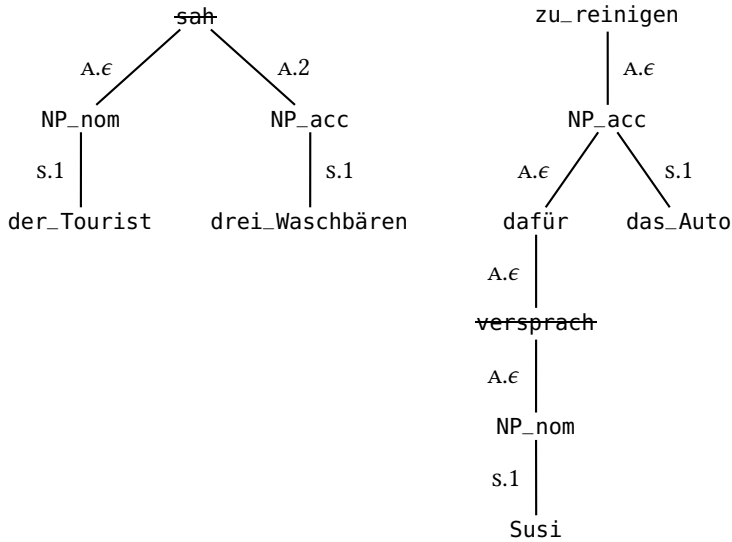 sah
A.ϵ A.2
NP_nom NP_acc
S.1 S.1
der_Tourist drei_Waschbären
zu_reinigen
A.ϵ
NP_acc
A.ϵ S.1
dafür das_Auto
A.ϵ
versprach
A.ϵ
NP_nom
S.1
Susi